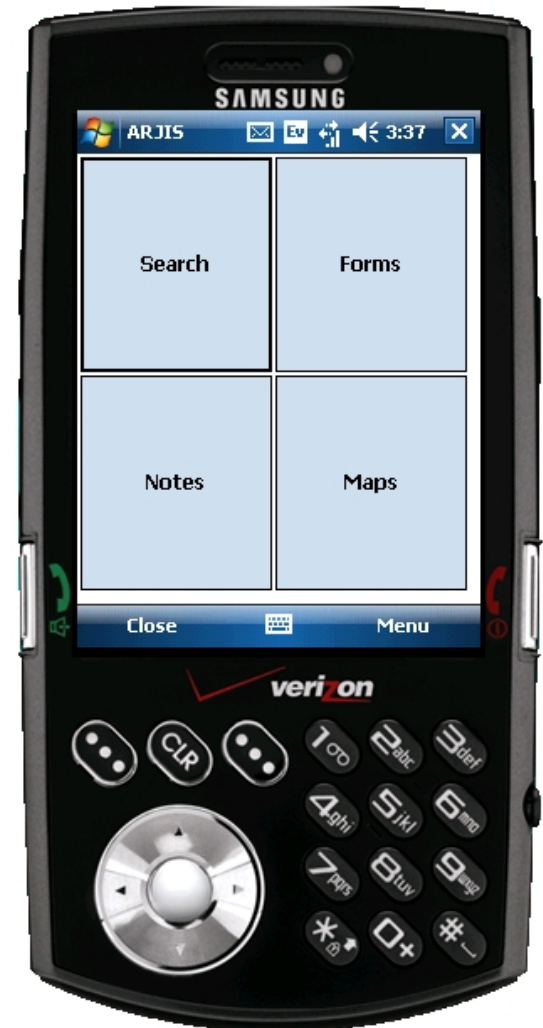 SAMSUNG
ARJIS Ev 3:37
Search Forms
Notes Maps
Close Menu
verizon
CLR 1 2abc 3def
4ghi 5jkl 6mno
7pqrs 8tuv 9wxyz
* 0+ #